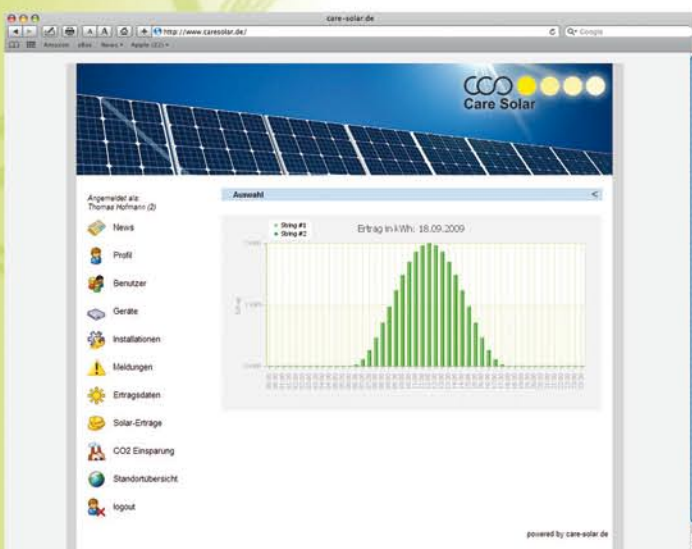 care-solar.de
http://www.caresolar.de/
Google
Amazon eBay News Apple (22)
CCO
Care Solar
Angemeldet als:
Thomas Hofmann (2)
News
Profil
Benutzer
Geräte
Installationen
Meldungen
Ertragsdaten
Solar-Erträge
CO2 Einsparung
Standortübersicht
logout
Auswahl <
String #1
String #2
Ertrag in kWh: 18.09.2009
powered by care-solar.de